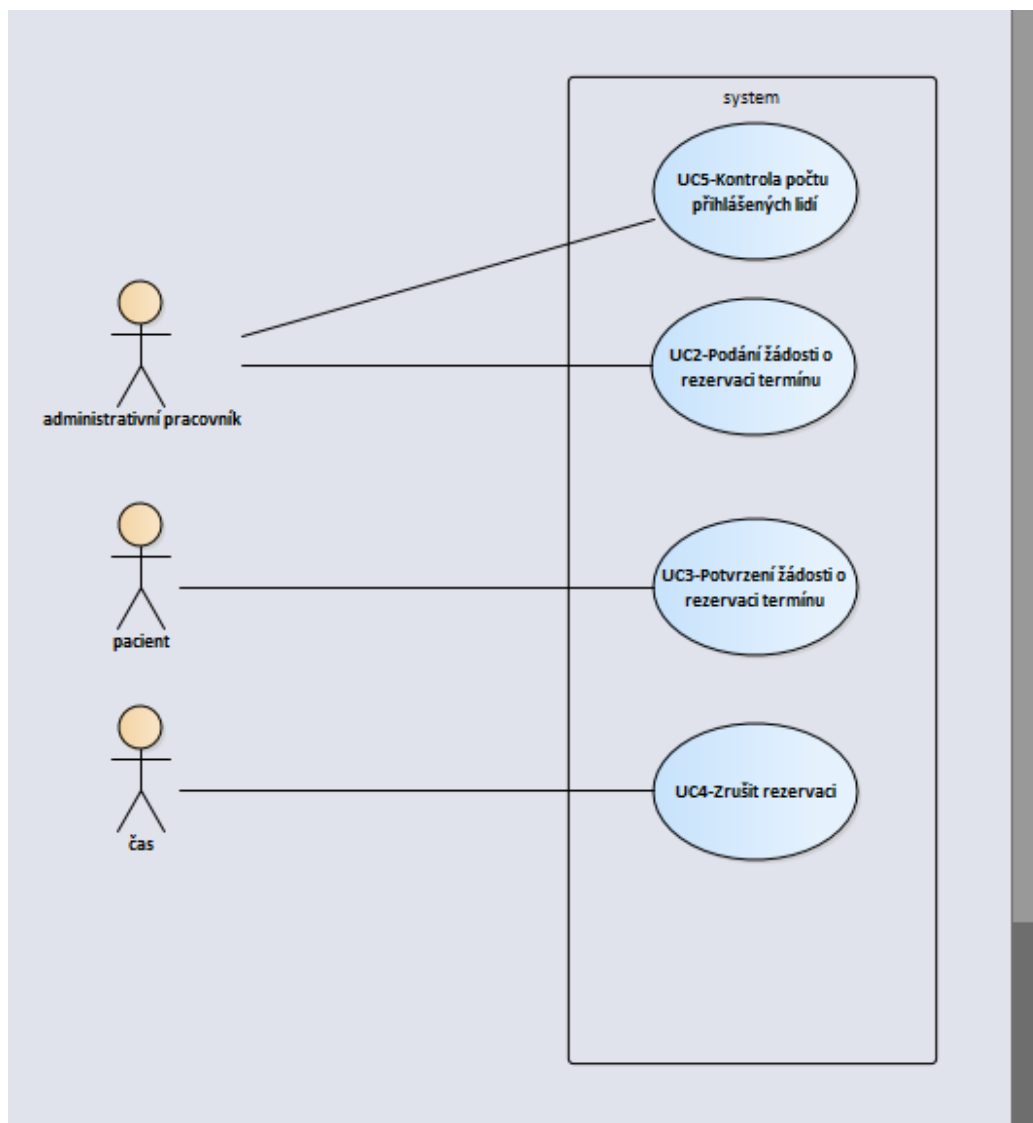 system
UC5-Kontrola počtu
přihlášených lidí
administrativní pracovník
UC2-Podání žádosti o
rezervaci termínu
pacient
UC3-Potvrzení žádosti o
rezervaci termínu
čas
UC4-Zrušit rezervaci